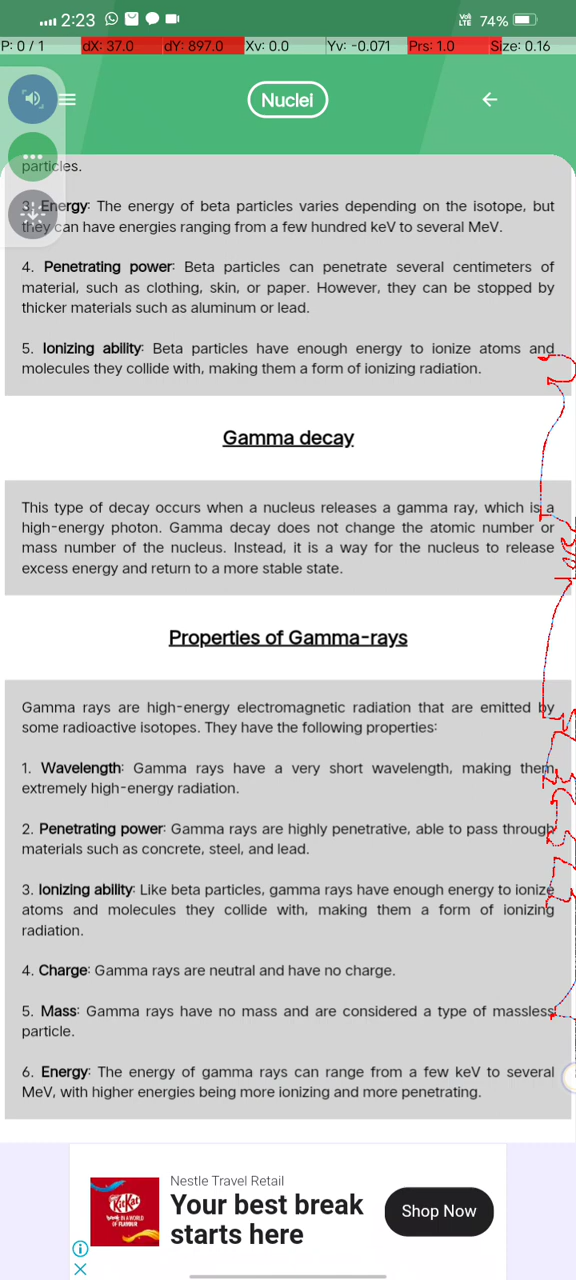 2:23
Vo)
LTE
74%
P: 0 / 1 dX: 37.0 dY: 897.0 Xv: 0.0 Yv: -0.071 Prs: 1.0 Size: 0.16
Nuclei
particles.
3. Energy: The energy of beta particles varies depending on the isotope, but
they can have energies ranging from a few hundred keV to several MeV.
4. Penetrating power: Beta particles can penetrate several centimeters of
material, such as clothing, skin, or paper. However, they can be stopped by
thicker materials such as aluminum or lead.
5. Ionizing ability: Beta particles have enough energy to ionize atoms and
molecules they collide with, making them a form of ionizing radiation.
Gamma decay
This type of decay occurs when a nucleus releases a gamma ray, which is a
high-energy photon. Gamma decay does not change the atomic number or
mass number of the nucleus. Instead, it is a way for the nucleus to release
excess energy and return to a more stable state.
Properties of Gamma-rays
Gamma rays are high-energy electromagnetic radiation that are emitted by
some radioactive isotopes. They have the following properties:
1. Wavelength: Gamma rays have a very short wavelength, making them
extremely high-energy radiation.
2. Penetrating power: Gamma rays are highly penetrative, able to pass through
materials such as concrete, steel, and lead.
3. Ionizing ability: Like beta particles, gamma rays have enough energy to ionize
atoms and molecules they collide with, making them a form of ionizing
radiation.
4. Charge: Gamma rays are neutral and have no charge.
5. Mass: Gamma rays have no mass and are considered a type of massless
particle.
6. Energy: The energy of gamma rays can range from a few keV to several
MeV, with higher energies being more ionizing and more penetrating.
Nestle Travel Retail
Your best break
starts here
Shop Now
KitKat